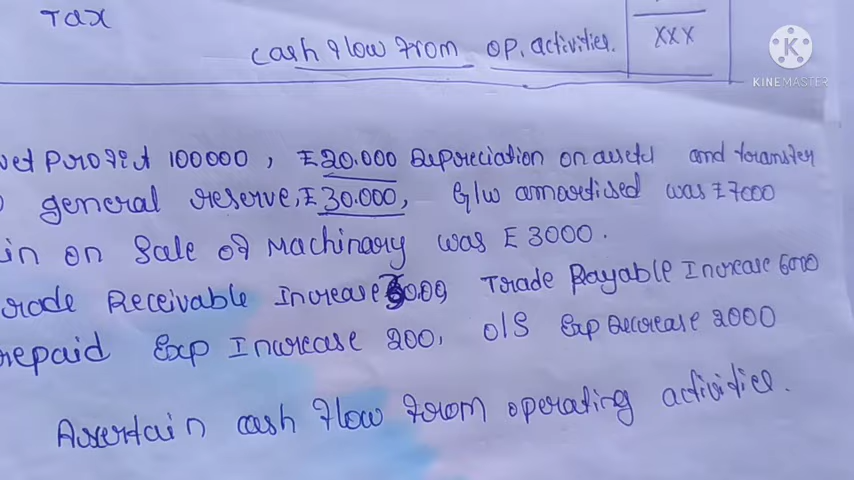 Tax
Cash flow from op. activities.
XXX
K
KINEMASTER
net Profit 100000, ₹20.000 Depreciation on assets and transfer
general reserve, ₹30.000, G/w amortised was ₹7000
in on Sale of Machinary was ₹3000.
rade Receivable Increase Trade Payable Increase 6000
repaid Exp Increase 200, O/S Exp Decrease 2000
Ascertain cash flow from operating activities.